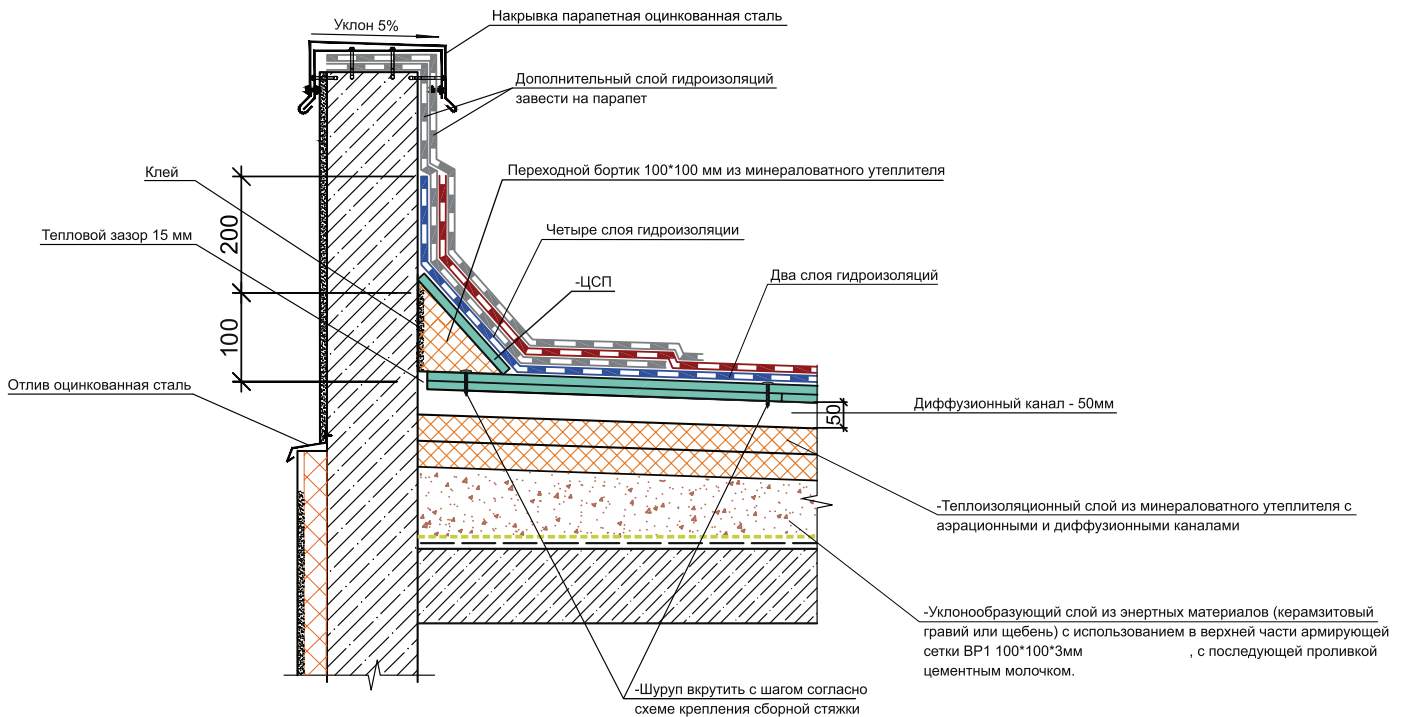 Накрывка парапетная оцинкованная сталь
Уклон 5%
Дополнительный слой гидроизоляций
завести на парапет
Клей
Переходной бортик 100*100 мм из минераловатного утеплителя
200
Тепловой зазор 15 мм
Четыре слоя гидроизоляции
Два слоя гидроизоляций
-ЦСП
100
Отлив оцинкованная сталь
Диффузионный канал - 50мм
50
-Теплоизоляционный слой из минераловатного утеплителя с
аэрационными и диффузионными каналами
-Уклонообразующий слой из энертных материалов (керамзитовый
гравий или щебень) с использованием в верхней части армирующей
сетки ВР1 100*100*3мм , с последующей проливкой
цементным молочком.
-Шуруп вкрутить с шагом согласно
схеме крепления сборной стяжки